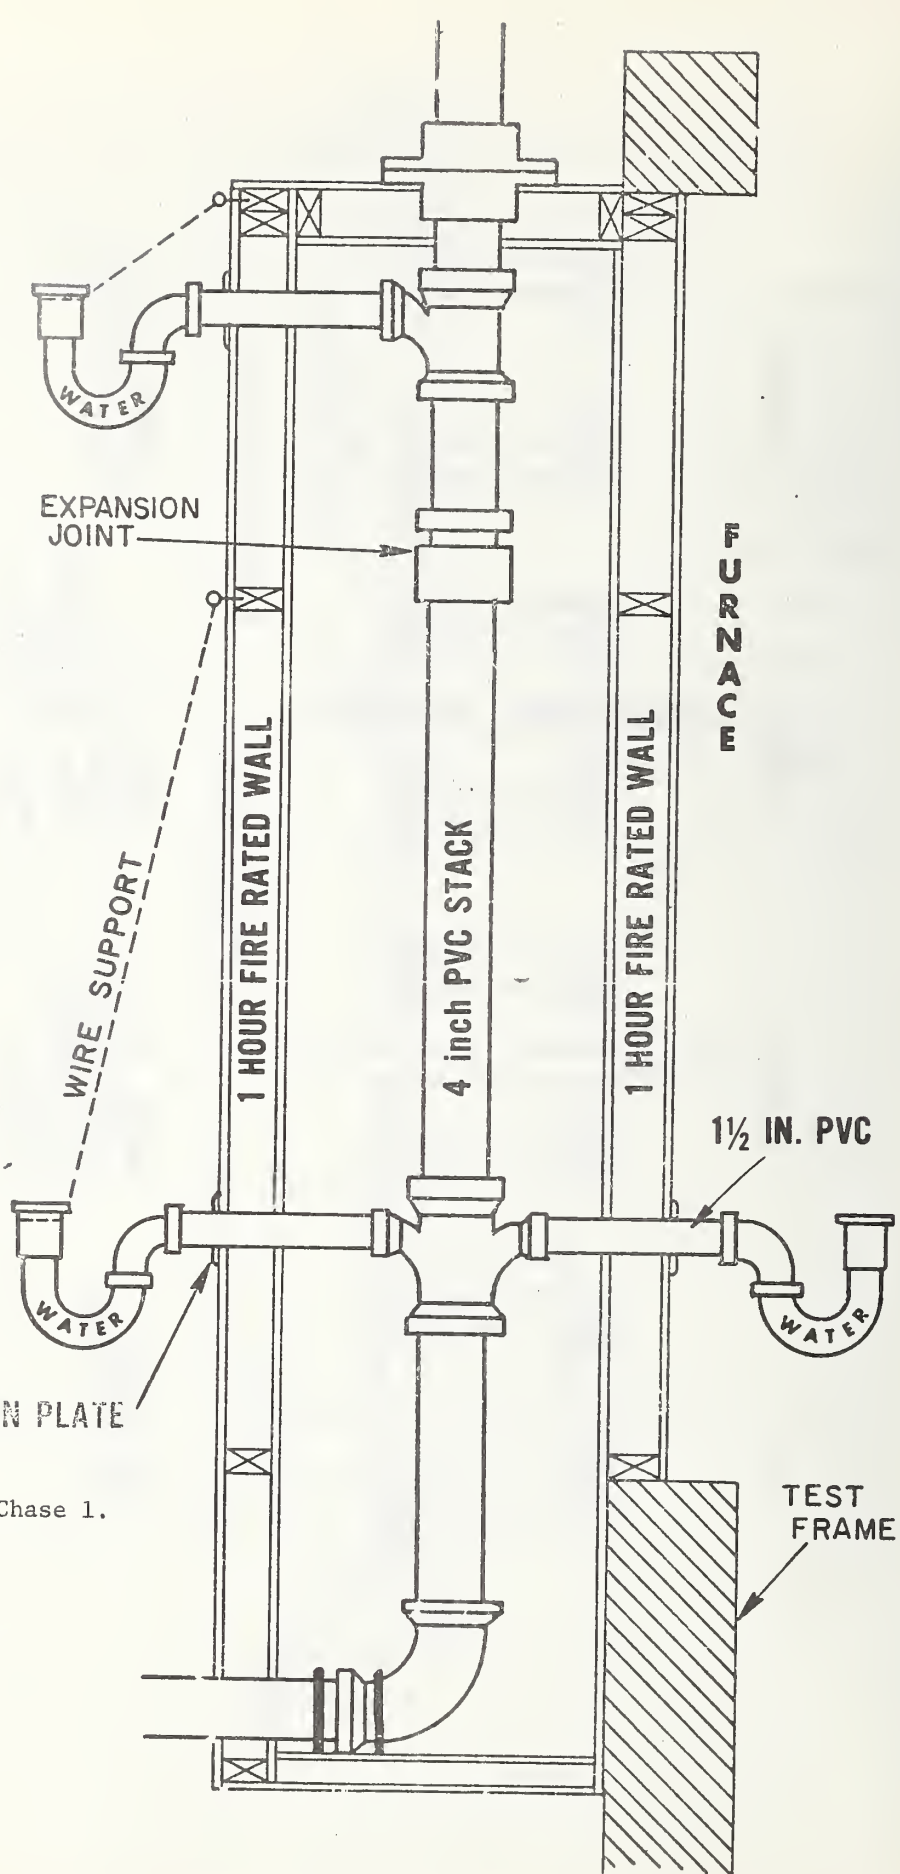 WATER
EXPANSION
JOINT
FURNACE
1 HOUR FIRE RATED WALL
4 inch PVC STACK
1 HOUR FIRE RATED WALL
WIRE SUPPORT
1½ IN. PVC
WATER
WATER
N PLATE
Chase 1.
TEST
FRAME